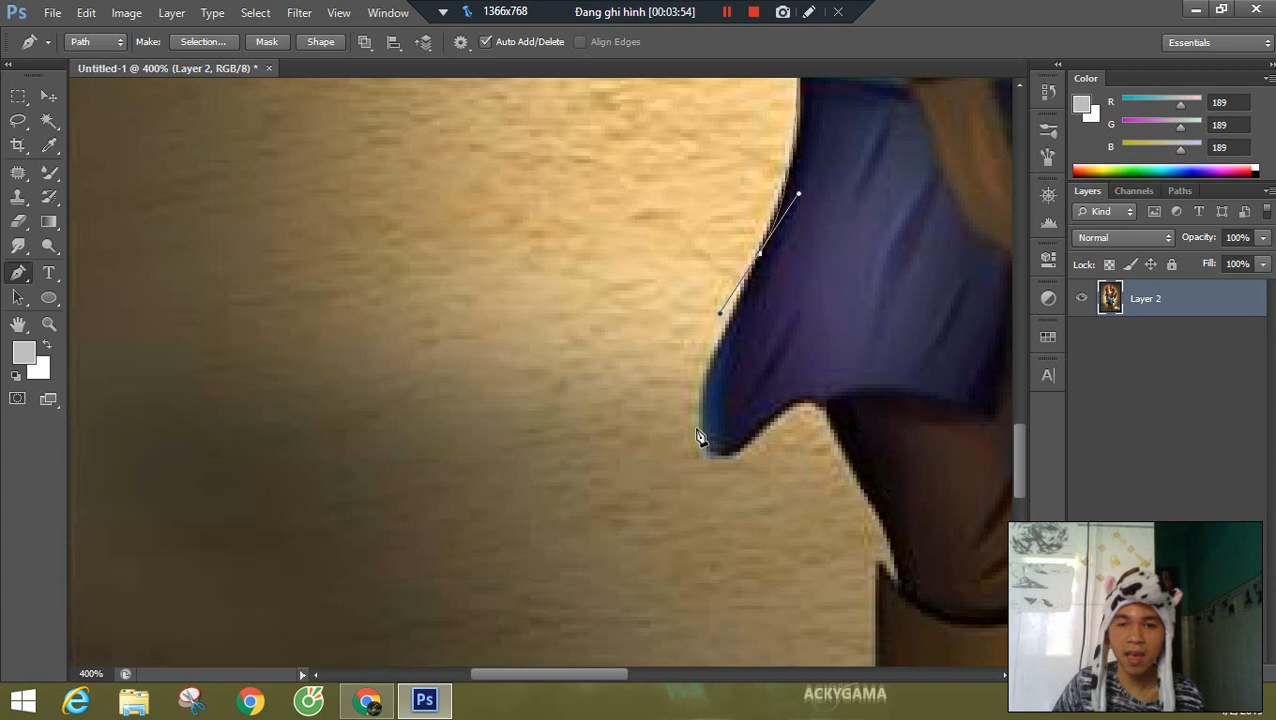 Ps File Edit Image Layer Type Select Filter View Window 1366x768 Đang ghi hình [00:03:54]
Path Make: Selection... Mask Shape Auto Add/Delete Align Edges Essentials
Untitled-1 @ 400% (Layer 2, RGB/8) * ×
Color
R 189
G 189
B 189
Layers Channels Paths
Kind
Normal Opacity: 100%
Lock: Fill: 100%
Layer 2
T
A
400%
Ps ACKYGAMA